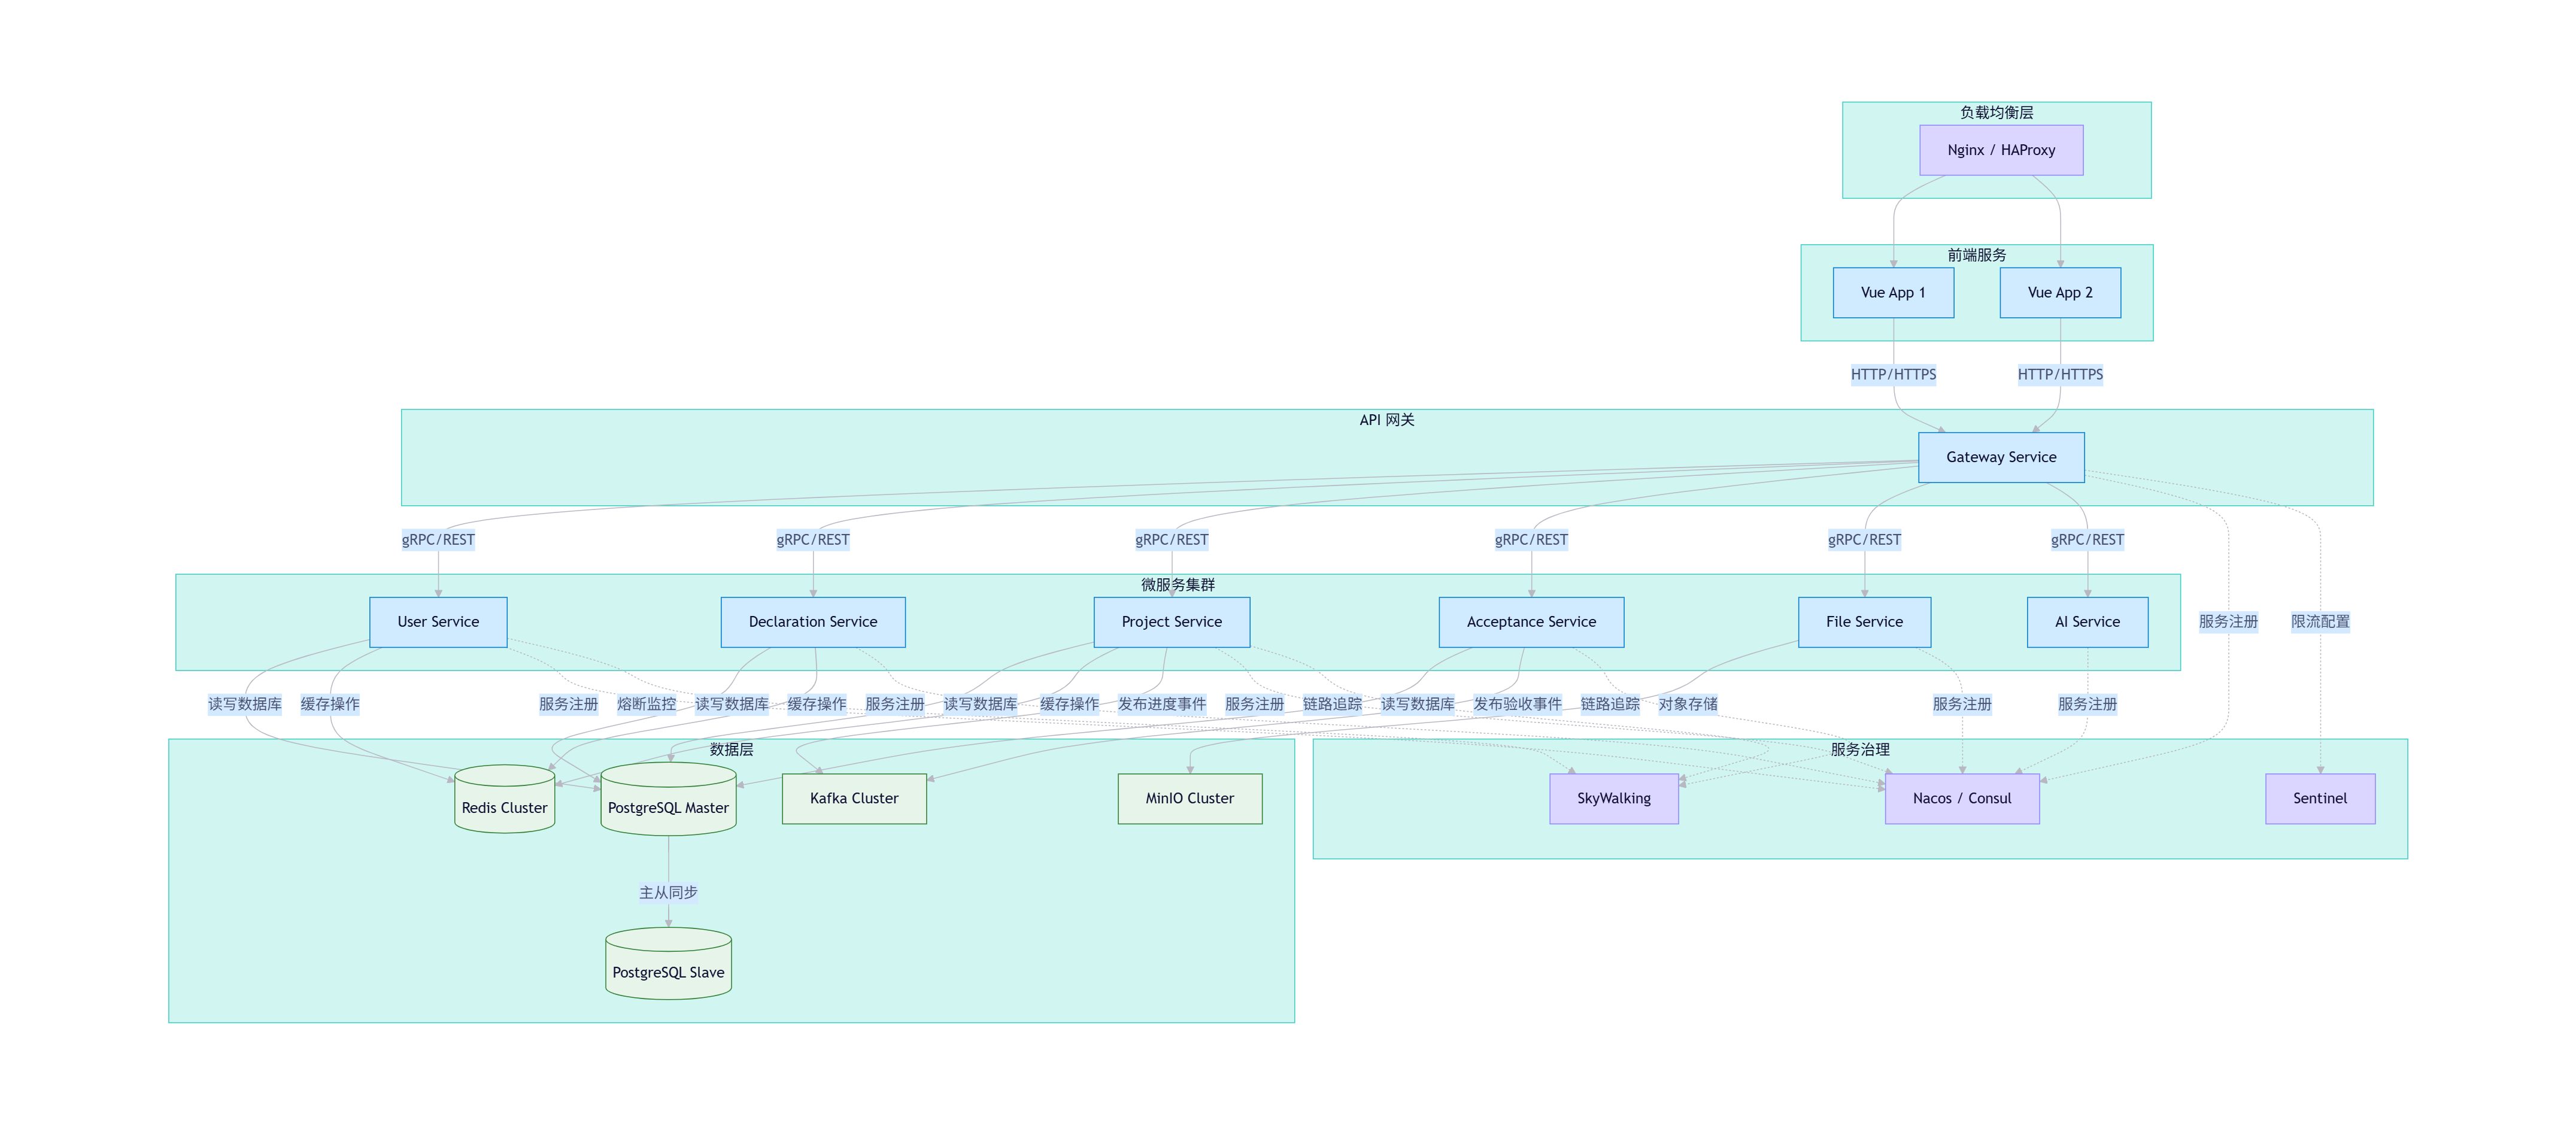 负载均衡层
Nginx / HAProxy
前端服务
Vue App 1
Vue App 2
HTTP/HTTPS
HTTP/HTTPS
API 网关
Gateway Service
gRPC/REST
gRPC/REST
gRPC/REST
gRPC/REST
gRPC/REST
gRPC/REST
微服务集群
User Service
Declaration Service
Project Service
Acceptance Service
File Service
AI Service
服务注册
限流配置
读写数据库
缓存操作
服务注册
熔断监控
读写数据库
缓存操作
服务注册
读写数据库
缓存操作
发布进度事件
服务注册
链路追踪
读写数据库
发布验收事件
链路追踪
对象存储
服务注册
服务注册
数据层
服务治理
Redis Cluster
PostgreSQL Master
Kafka Cluster
MinIO Cluster
SkyWalking
Nacos / Consul
Sentinel
主从同步
PostgreSQL Slave